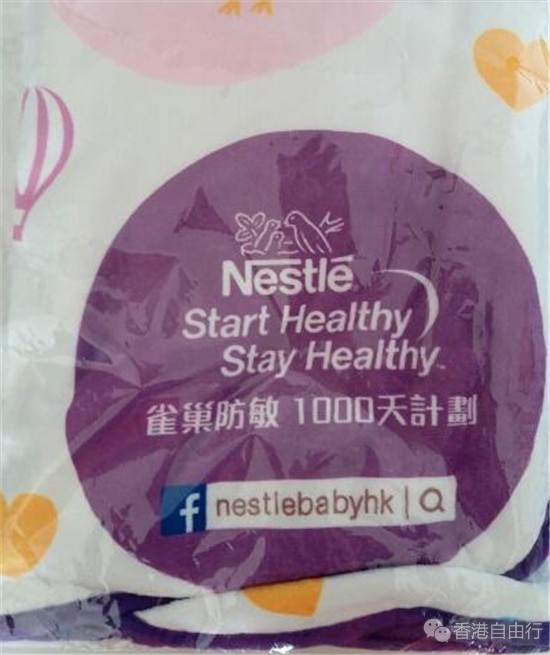 Nestlé
Start Healthy
Stay Healthy™
雀巢防敏 1000天計劃
f nestlebabyhk
香港自由行